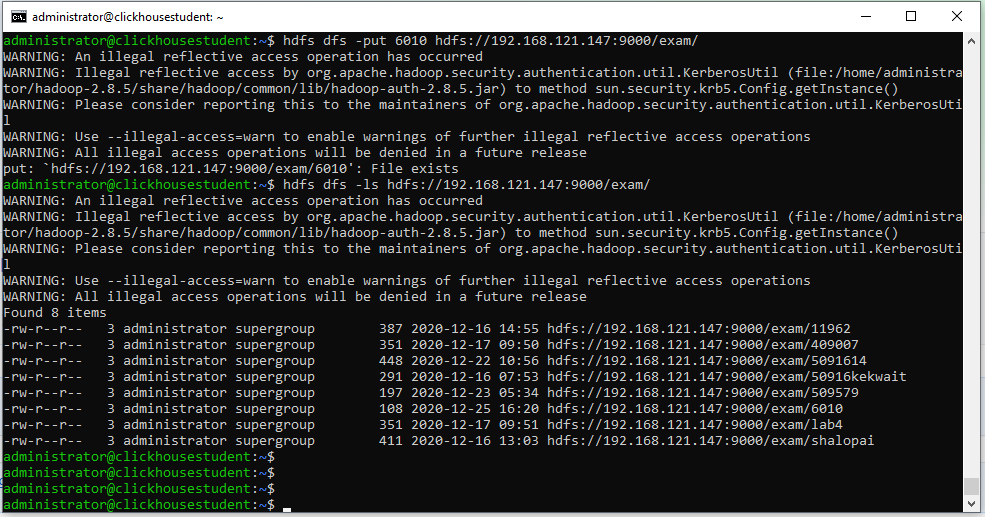 administrator@clickhousestudent: ~
administrator@clickhousestudent:~$ hdfs dfs -put 6010 hdfs://192.168.121.147:9000/exam/
WARNING: An illegal reflective access operation has occurred
WARNING: Illegal reflective access by org.apache.hadoop.security.authentication.util.KerberosUtil (file:/home/administra
tor/hadoop-2.8.5/share/hadoop/common/lib/hadoop-auth-2.8.5.jar) to method sun.security.krb5.Config.getInstance()
WARNING: Please consider reporting this to the maintainers of org.apache.hadoop.security.authentication.util.KerberosUti
l
WARNING: Use --illegal-access=warn to enable warnings of further illegal reflective access operations
WARNING: All illegal access operations will be denied in a future release
put: `hdfs://192.168.121.147:9000/exam/6010': File exists
administrator@clickhousestudent:~$ hdfs dfs -ls hdfs://192.168.121.147:9000/exam/
WARNING: An illegal reflective access operation has occurred
WARNING: Illegal reflective access by org.apache.hadoop.security.authentication.util.KerberosUtil (file:/home/administra
tor/hadoop-2.8.5/share/hadoop/common/lib/hadoop-auth-2.8.5.jar) to method sun.security.krb5.Config.getInstance()
WARNING: Please consider reporting this to the maintainers of org.apache.hadoop.security.authentication.util.KerberosUti
l
WARNING: Use --illegal-access=warn to enable warnings of further illegal reflective access operations
WARNING: All illegal access operations will be denied in a future release
Found 8 items
-rw-r--r--   3 administrator supergroup        387 2020-12-16 14:55 hdfs://192.168.121.147:9000/exam/11962
-rw-r--r--   3 administrator supergroup        351 2020-12-17 09:50 hdfs://192.168.121.147:9000/exam/409007
-rw-r--r--   3 administrator supergroup        448 2020-12-22 10:56 hdfs://192.168.121.147:9000/exam/5091614
-rw-r--r--   3 administrator supergroup        291 2020-12-16 07:53 hdfs://192.168.121.147:9000/exam/50916kekwait
-rw-r--r--   3 administrator supergroup        197 2020-12-23 05:34 hdfs://192.168.121.147:9000/exam/509579
-rw-r--r--   3 administrator supergroup        108 2020-12-25 16:20 hdfs://192.168.121.147:9000/exam/6010
-rw-r--r--   3 administrator supergroup        351 2020-12-17 09:51 hdfs://192.168.121.147:9000/exam/lab4
-rw-r--r--   3 administrator supergroup        411 2020-12-16 13:03 hdfs://192.168.121.147:9000/exam/shalopai
administrator@clickhousestudent:~$
administrator@clickhousestudent:~$
administrator@clickhousestudent:~$
administrator@clickhousestudent:~$